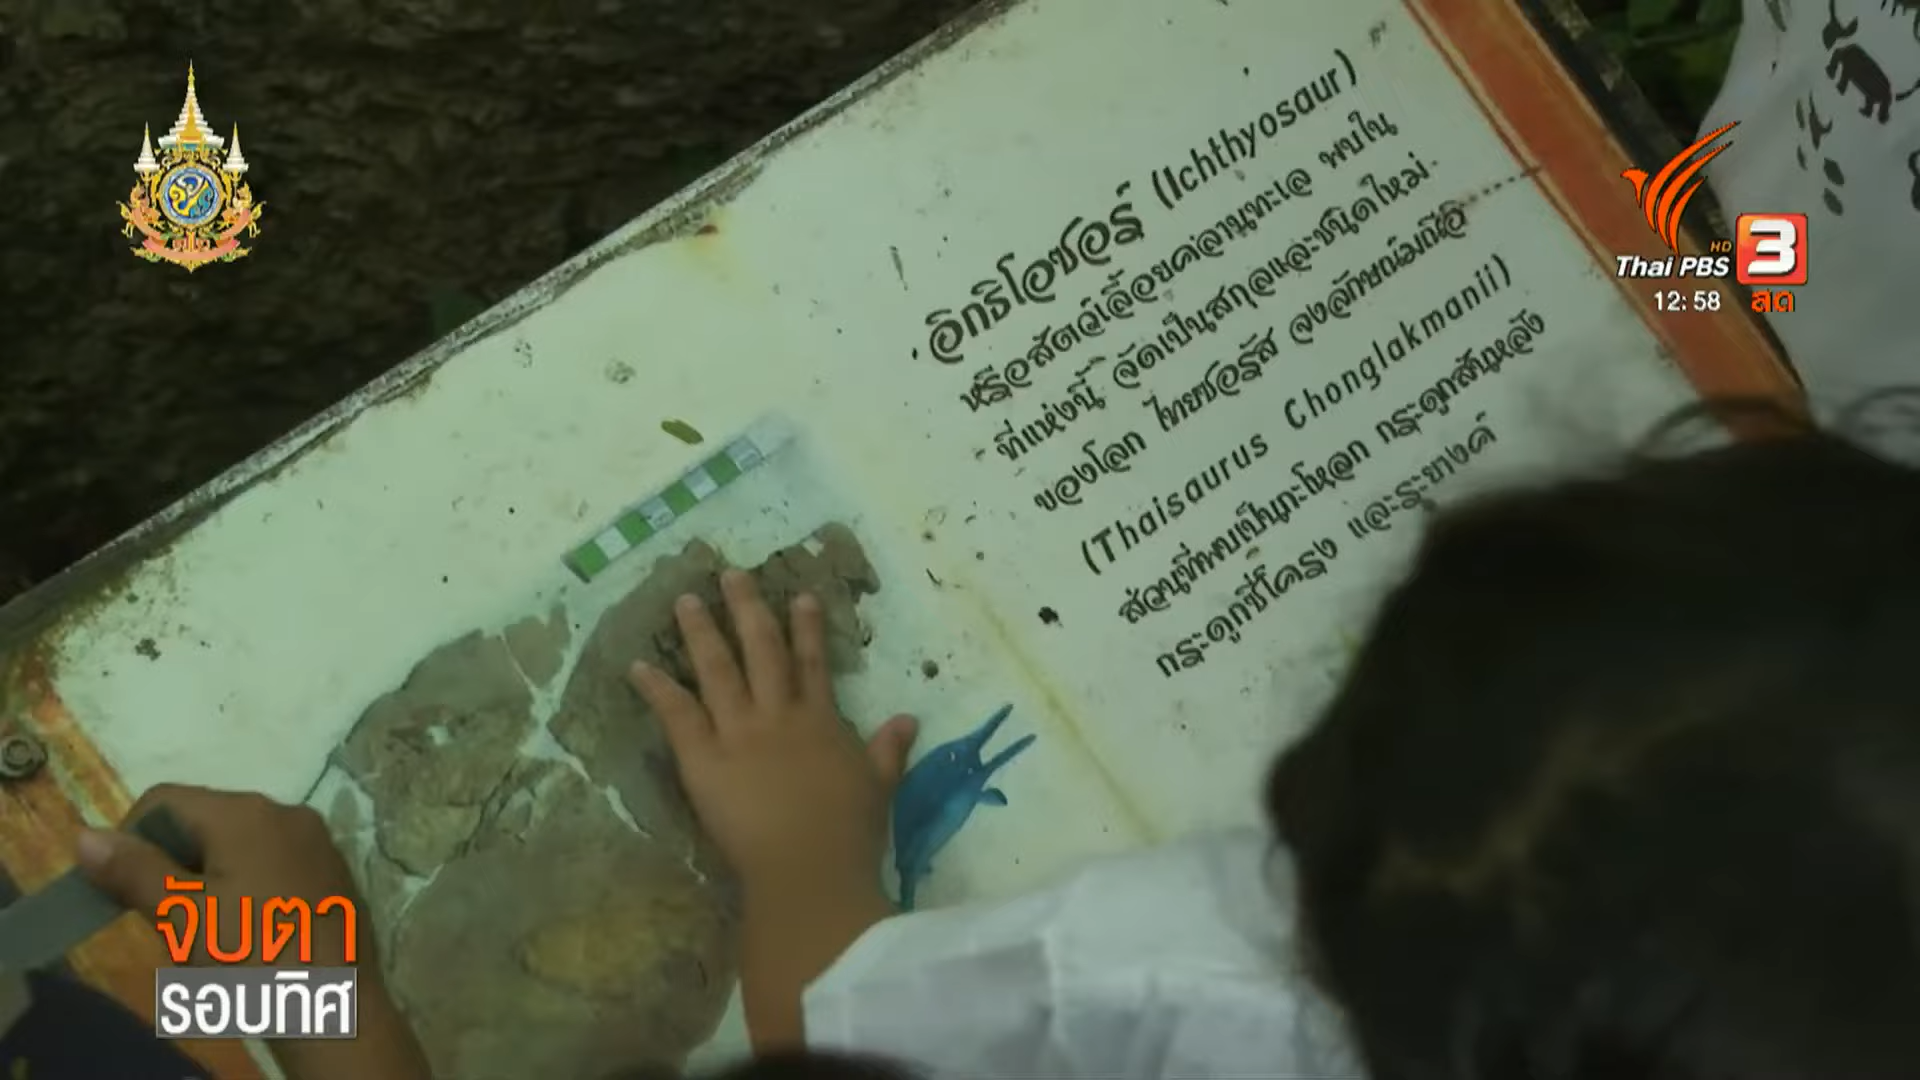 อิกธิโอซอรัร์ (Ichthyosaur)
หรือสัตว์เลื้อยคลานทะเล พบใน
ที่แห่งนี้ จัดเป็นสกุลและชนิดใหม่
ของโลก ไทยซอรัส จงลักษณ์มณีอิ
(Thaisaurus Chonglakmanii)
ส่วนที่พบเป็นกะโหลก กระดูกสันหลัง
กระดูกซี่โครง และระยางค์
Thai PBS HD 3
12:58 สด
จับตา
รอบทิศ